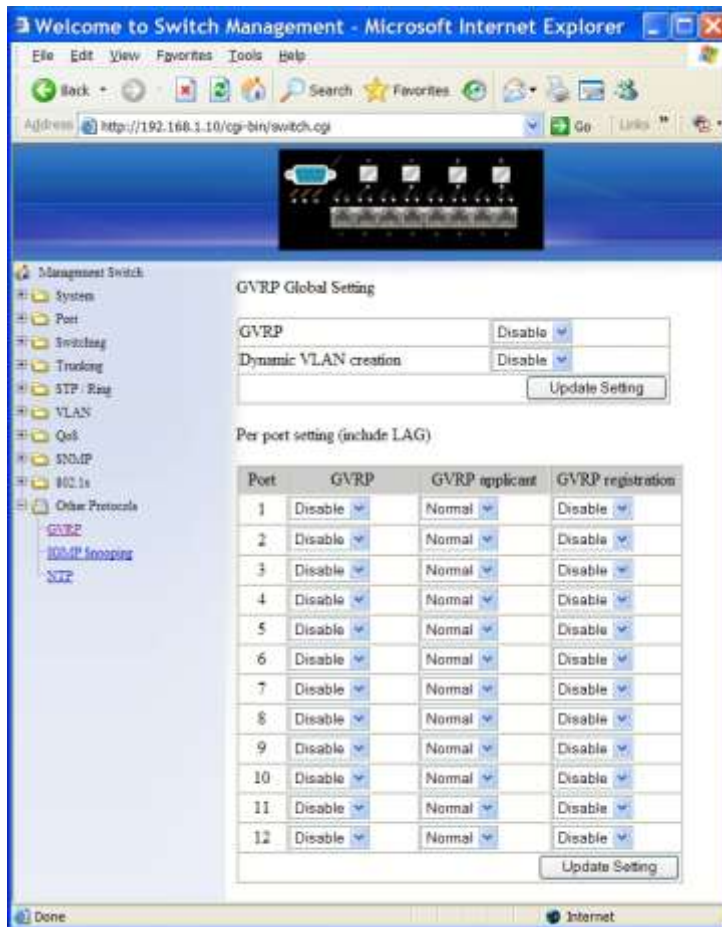 Welcome to Switch Management - Microsoft Internet Explorer
File Edit View Favorites Tools Help
Back Search Favorites
Address http://192.168.1.10/cgi-bin/switch.cgi Go Links »
Management Switch
System
Port
Switching
Trunking
STP / Ring
VLAN
QoS
SNMP
802.1x
Other Protocols
GVRP
IGMP Snooping
NTP
GVRP Global Setting
GVRP Disable
Dynamic VLAN creation Disable
Update Setting
Per port setting (include LAG)
Port GVRP GVRP applicant GVRP registration
1 Disable Normal Disable
2 Disable Normal Disable
3 Disable Normal Disable
4 Disable Normal Disable
5 Disable Normal Disable
6 Disable Normal Disable
7 Disable Normal Disable
8 Disable Normal Disable
9 Disable Normal Disable
10 Disable Normal Disable
11 Disable Normal Disable
12 Disable Normal Disable
Update Setting
Done Internet